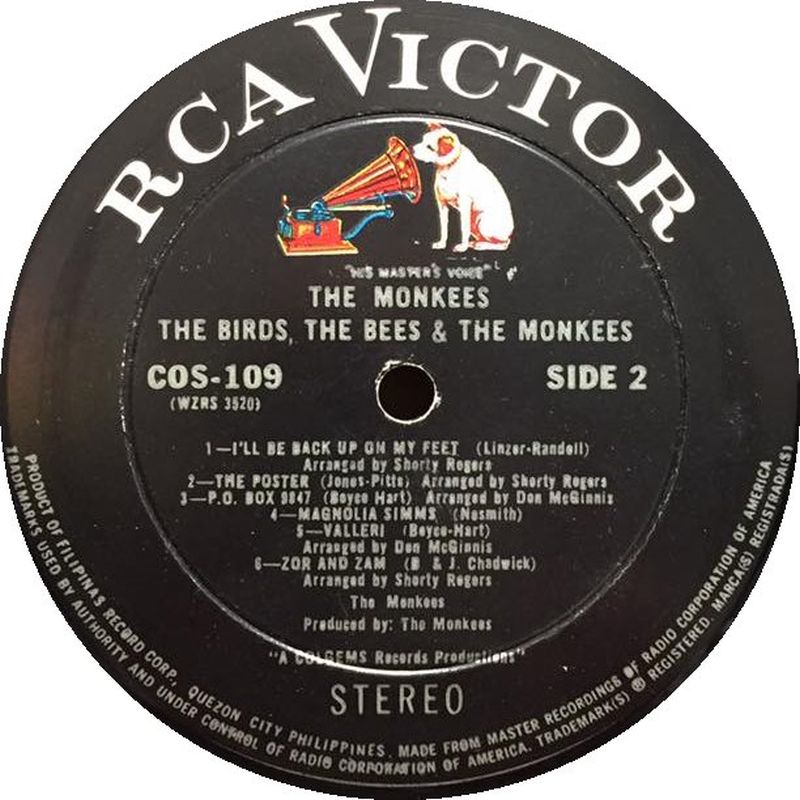 RCA VICTOR
"HIS MASTER'S VOICE"
THE MONKEES
THE BIRDS, THE BEES & THE MONKEES
COS-109 SIDE 2
(WZRS 3520)
1—I'LL BE BACK UP ON MY FEET (Linzer-Randell)
Arranged by Shorty Rogers
2—THE POSTER (Jones-Pitts) Arranged by Shorty Rogers
3—P.O. BOX 9847 (Boyce Hart) Arranged by Don McGinnis
4—MAGNOLIA SIMMS (Nesmith)
5—VALLERI (Boyce-Hart)
Arranged by Don McGinnis
6—ZOR AND ZAM (B & J. Chadwick)
Arranged by Shorty Rogers
The Monkees
Produced by: The Monkees
"A COLGEMS Records Productions"
STEREO
PRODUCT OF FILIPINAS RECORD CORP., QUEZON CITY PHILIPPINES. MADE FROM MASTER RECORDINGS OF RADIO CORPORATION OF AMERICA
TRADEMARKS USED BY AUTHORITY AND UNDER CONTROL OF RADIO CORPORATION OF AMERICA. TRADEMARK(S) ® REGISTERED. MARCA(S) REGISTRADA(S)